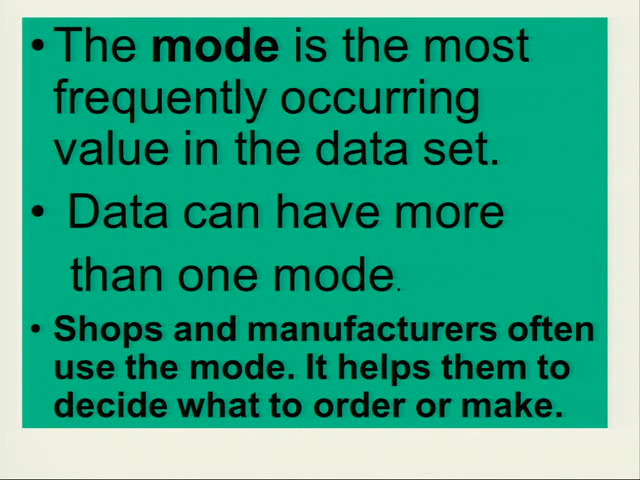 • The mode is the most
frequently occurring
value in the data set.
• Data can have more
than one mode.
• Shops and manufacturers often
use the mode. It helps them to
decide what to order or make.